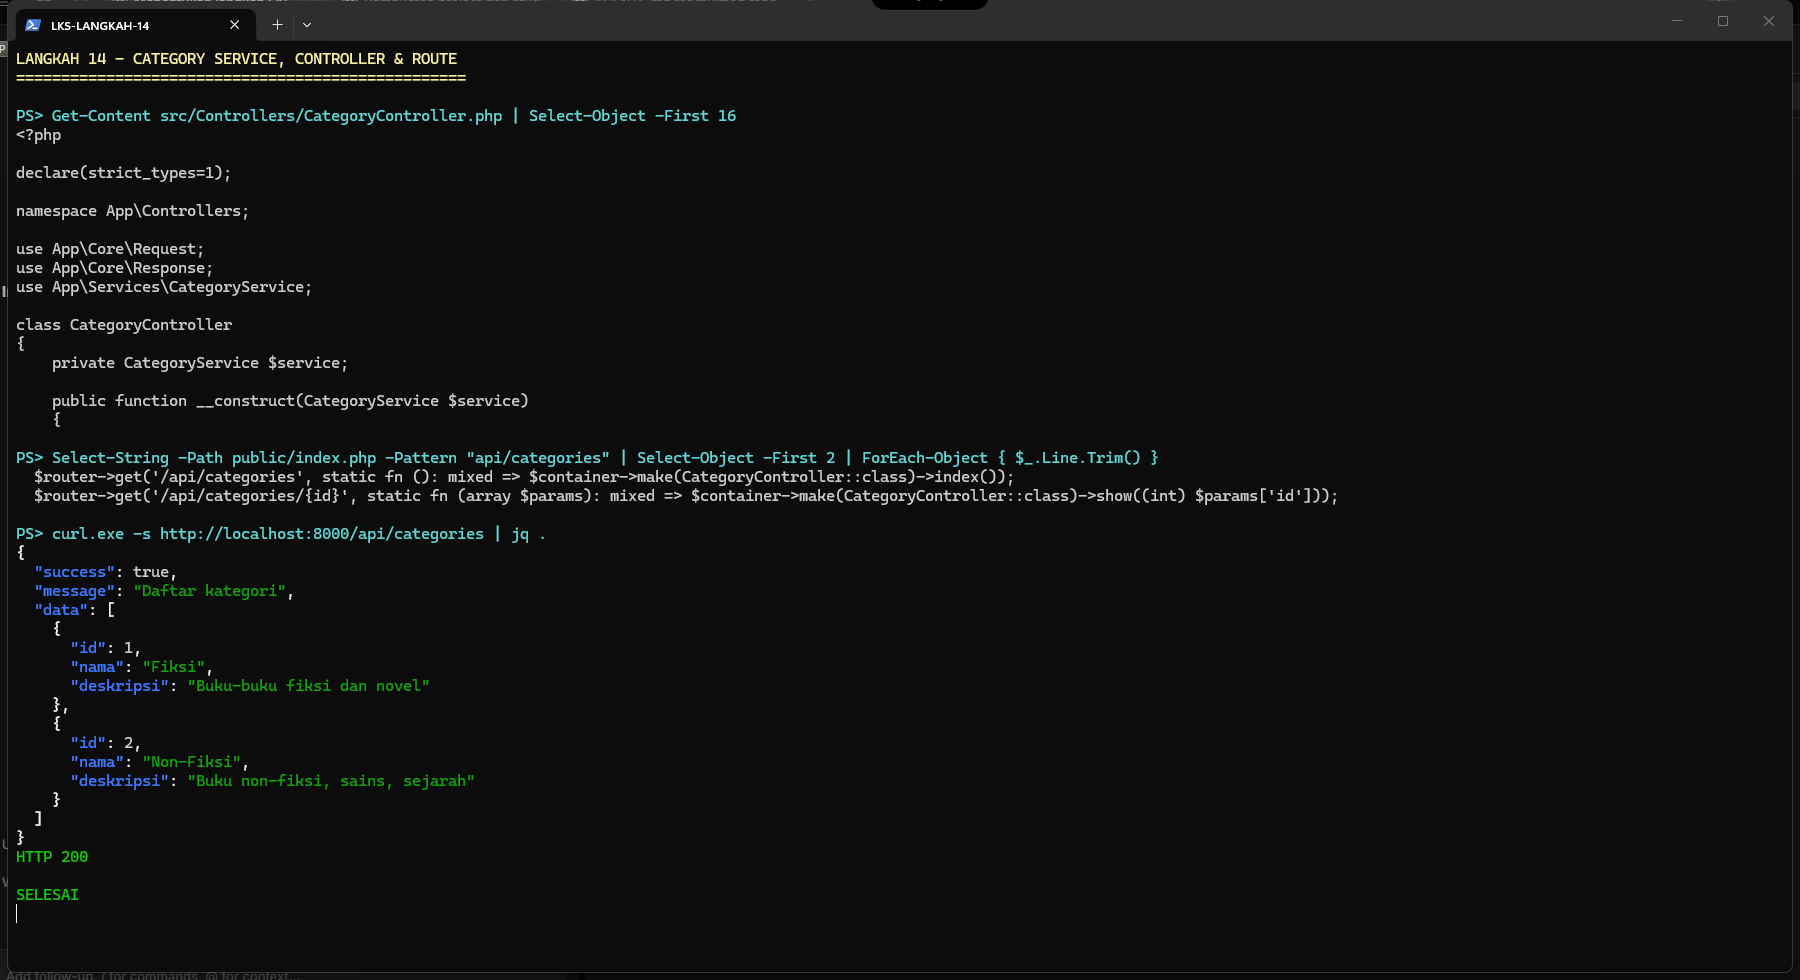 LKS-LANGKAH-14
LANGKAH 14 - CATEGORY SERVICE, CONTROLLER & ROUTE
==================================================
PS> Get-Content src/Controllers/CategoryController.php | Select-Object -First 16
<?php
declare(strict_types=1);
namespace App\Controllers;
use App\Core\Request;
use App\Core\Response;
use App\Services\CategoryService;
class CategoryController
{
    private CategoryService $service;
    public function __construct(CategoryService $service)
    {
PS> Select-String -Path public/index.php -Pattern "api/categories" | Select-Object -First 2 | ForEach-Object { $_.Line.Trim() }
  $router->get('/api/categories', static fn (): mixed => $container->make(CategoryController::class)->index());
  $router->get('/api/categories/{id}', static fn (array $params): mixed => $container->make(CategoryController::class)->show((int) $params['id']));
PS> curl.exe -s http://localhost:8000/api/categories | jq .
{
  "success": true,
  "message": "Daftar kategori",
  "data": [
    {
      "id": 1,
      "nama": "Fiksi",
      "deskripsi": "Buku-buku fiksi dan novel"
    },
    {
      "id": 2,
      "nama": "Non-Fiksi",
      "deskripsi": "Buku non-fiksi, sains, sejarah"
    }
  ]
}
HTTP 200
SELESAI
Add follow-up, / for commands, @ for context...